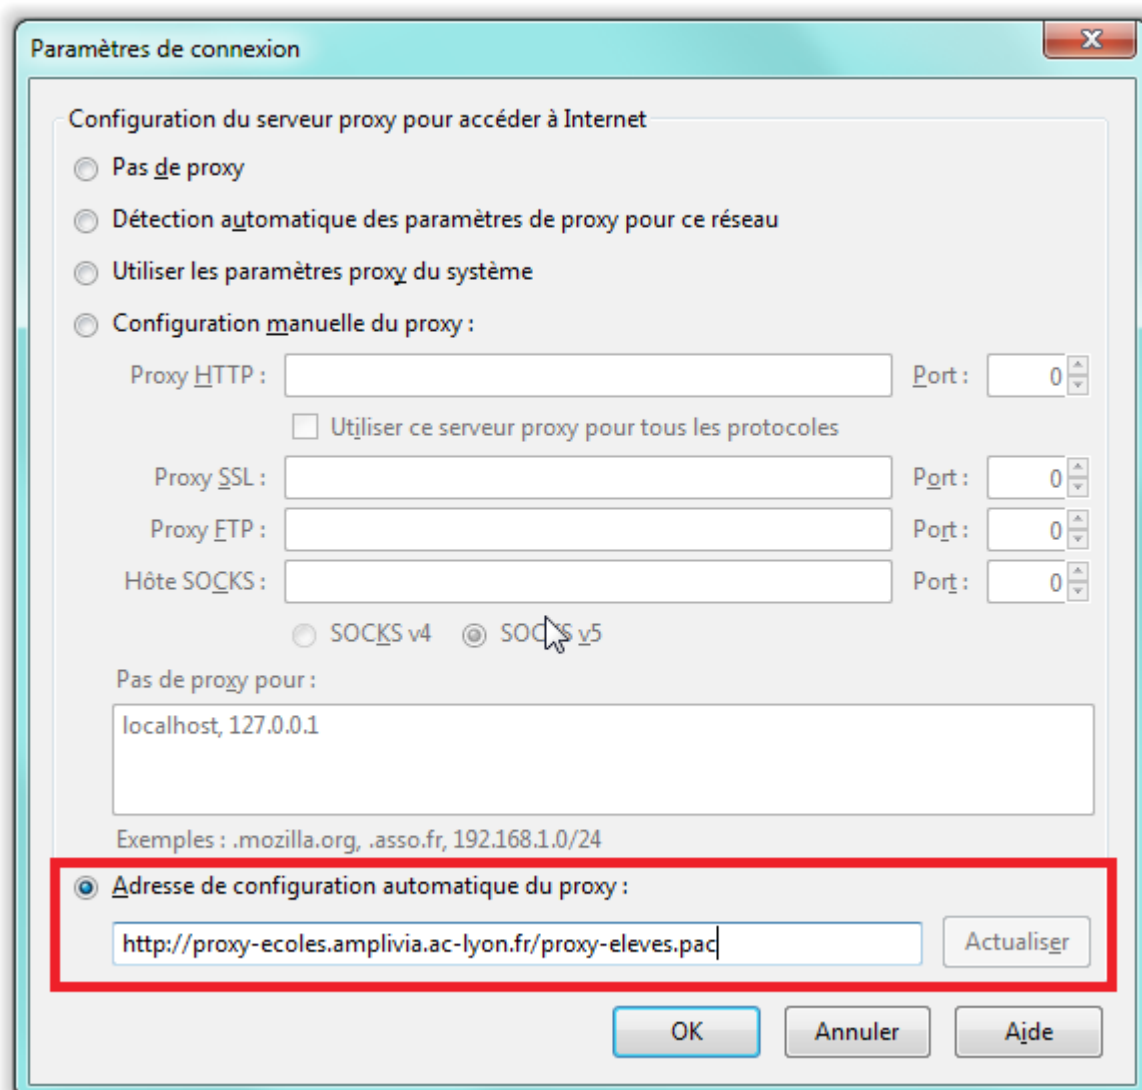 Paramètres de connexion
Configuration du serveur proxy pour accéder à Internet
Pas de proxy
Détection automatique des paramètres de proxy pour ce réseau
Utiliser les paramètres proxy du système
Configuration manuelle du proxy :
Proxy HTTP : Port : 0
Utiliser ce serveur proxy pour tous les protocoles
Proxy SSL : Port : 0
Proxy FTP : Port : 0
Hôte SOCKS : Port : 0
SOCKS v4 SOCKS v5
Pas de proxy pour :
localhost, 127.0.0.1
Exemples : .mozilla.org, .asso.fr, 192.168.1.0/24
Adresse de configuration automatique du proxy :
http://proxy-ecoles.amplivia.ac-lyon.fr/proxy-eleves.pac Actualiser
OK Annuler Aide